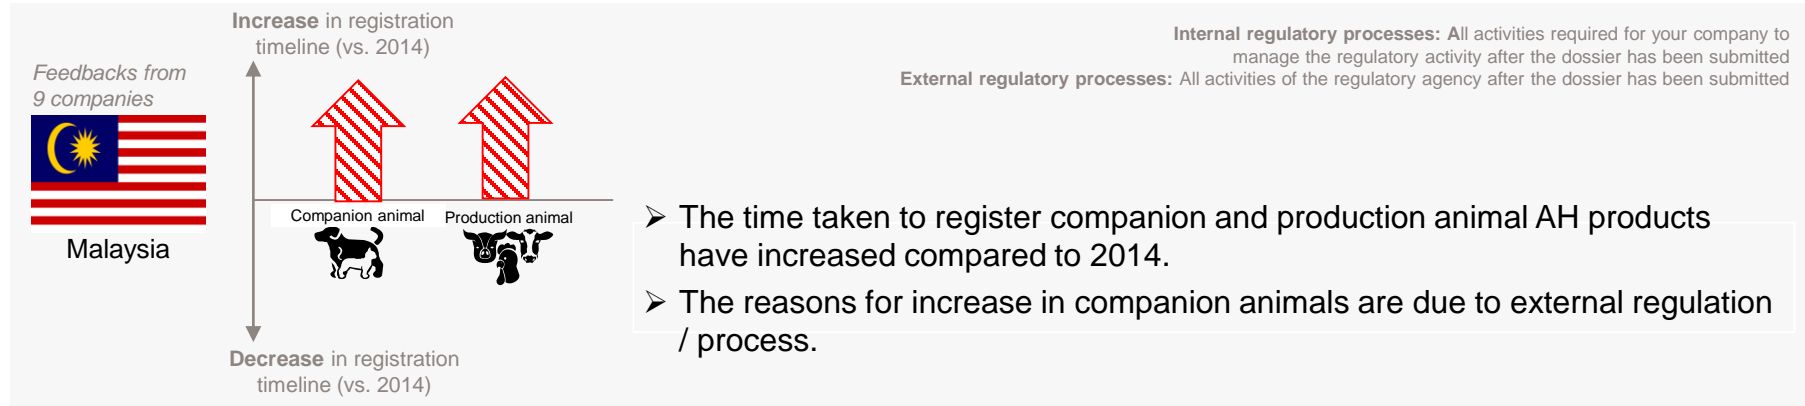 Increase in registration
timeline (vs. 2014)
Internal regulatory processes: All activities required for your company to
manage the regulatory activity after the dossier has been submitted
External regulatory processes: All activities of the regulatory agency after the dossier has been submitted
Feedbacks from
9 companies
Malaysia
Companion animal
Production animal
➢ The time taken to register companion and production animal AH products
have increased compared to 2014.
➢ The reasons for increase in companion animals are due to external regulation
/ process.
Decrease in registration
timeline (vs. 2014)